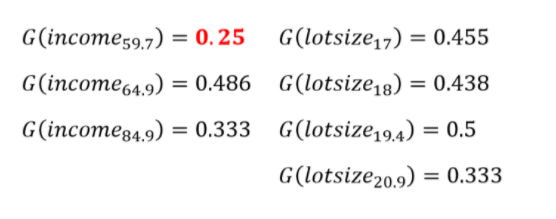 G(income59.7) = 0.25 G(lotsize17) = 0.455
G(income64.9) = 0.486 G(lotsize18) = 0.438
G(income84.9) = 0.333 G(lotsize19.4) = 0.5
G(lotsize20.9) = 0.333